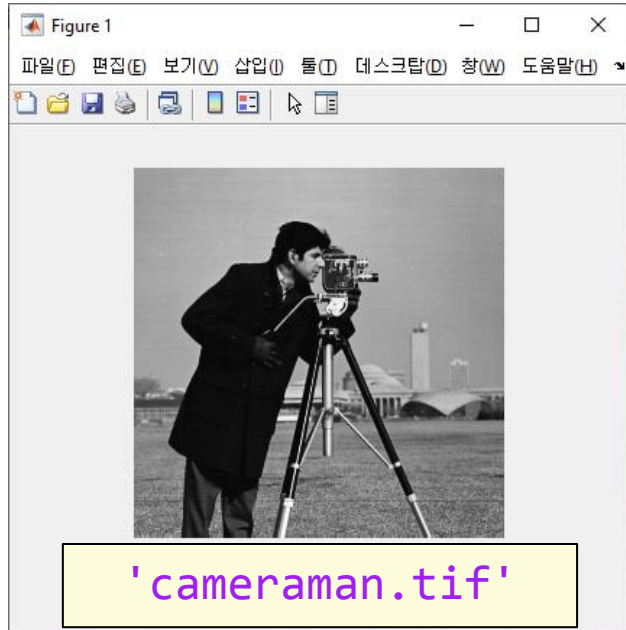 Figure 1
파일(F) 편집(E) 보기(V) 삽입(I) 툴(T) 데스크탑(D) 창(W) 도움말(H)
'cameraman.tif'